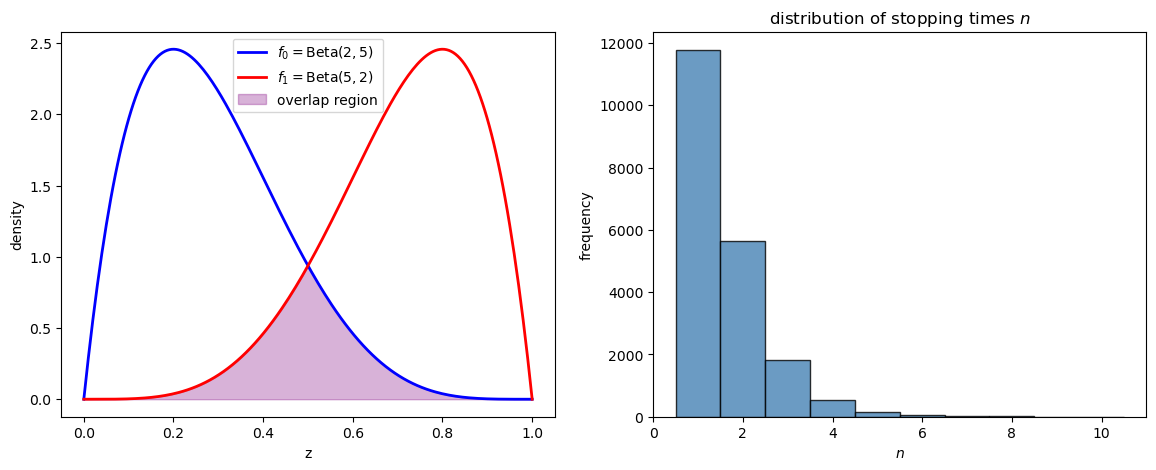 f₀ = Beta(2, 5)
f₁ = Beta(5, 2)
overlap region
density
2.5
2.0
1.5
1.0
0.5
0.0
0.0 0.2 0.4 0.6 0.8 1.0
z
distribution of stopping times n
frequency
12000
10000
8000
6000
4000
2000
0
0 2 4 6 8 10
n